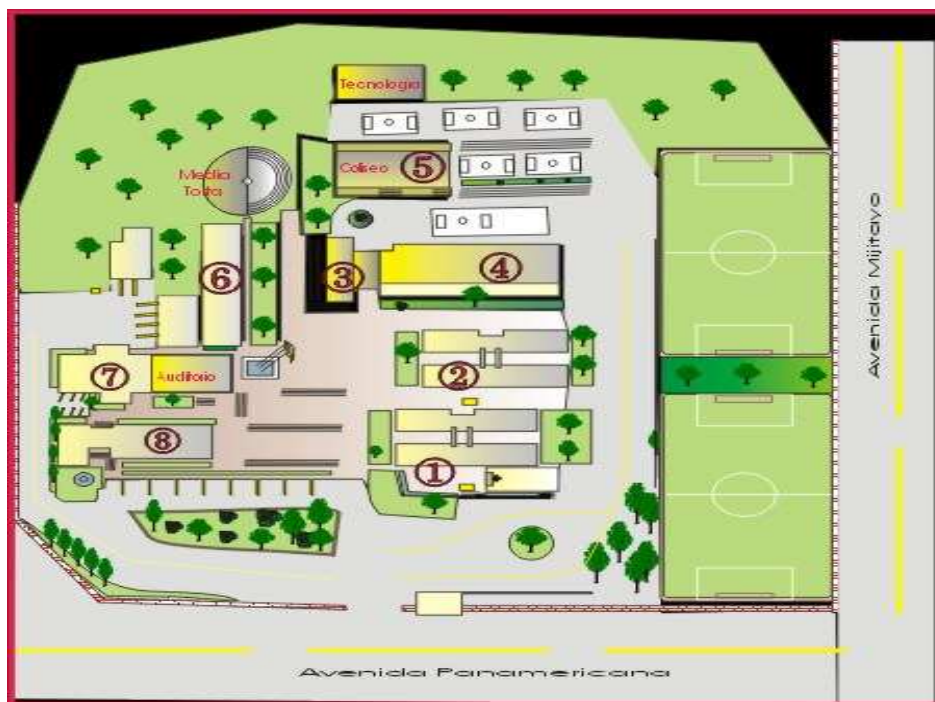 Tecnologia
Coliseo
5
Media
Torta
6
3
4
7
Auditorio
2
8
1
Avenida Mijitayo
Avenida Panamericana